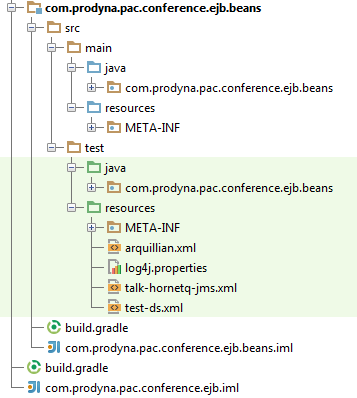 com.prodyna.pac.conference.ejb.beans
src
main
java
com.prodyna.pac.conference.ejb.beans
resources
META-INF
test
java
com.prodyna.pac.conference.ejb.beans
resources
META-INF
arquillian.xml
log4j.properties
talk-hornetq-jms.xml
test-ds.xml
build.gradle
com.prodyna.pac.conference.ejb.beans.iml
build.gradle
com.prodyna.pac.conference.ejb.iml